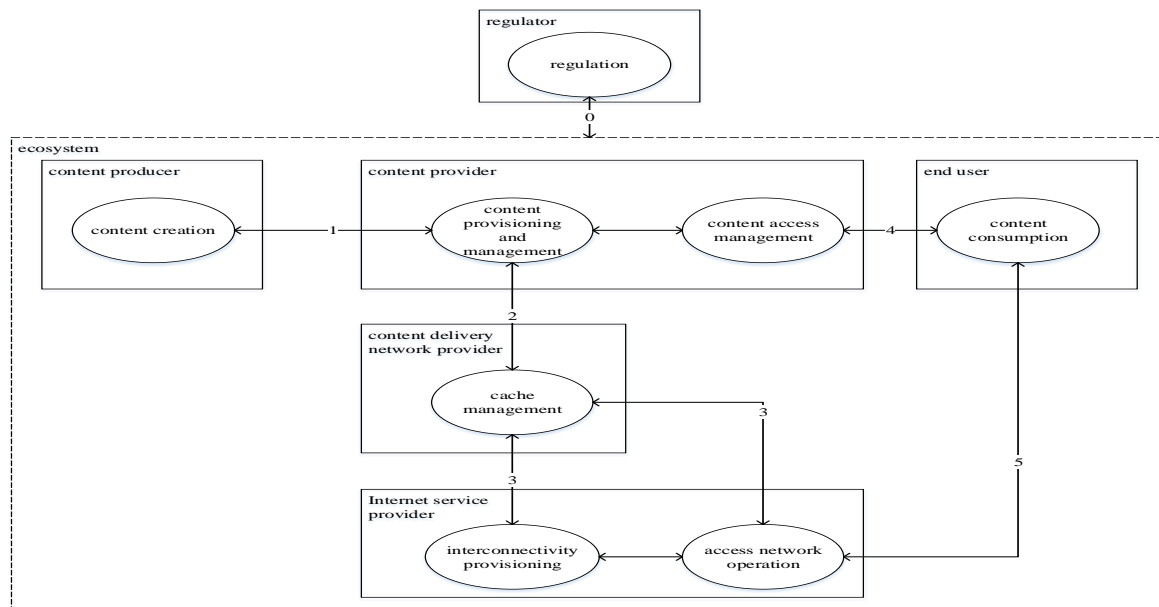 regulator
regulation
0
ecosystem
content producer
content creation
1
content provider
content
provisioning
and
management
content access
management
4
end user
content
consumption
2
content delivery
network provider
cache
management
3
3
5
Internet service
provider
interconnectivity
provisioning
access network
operation